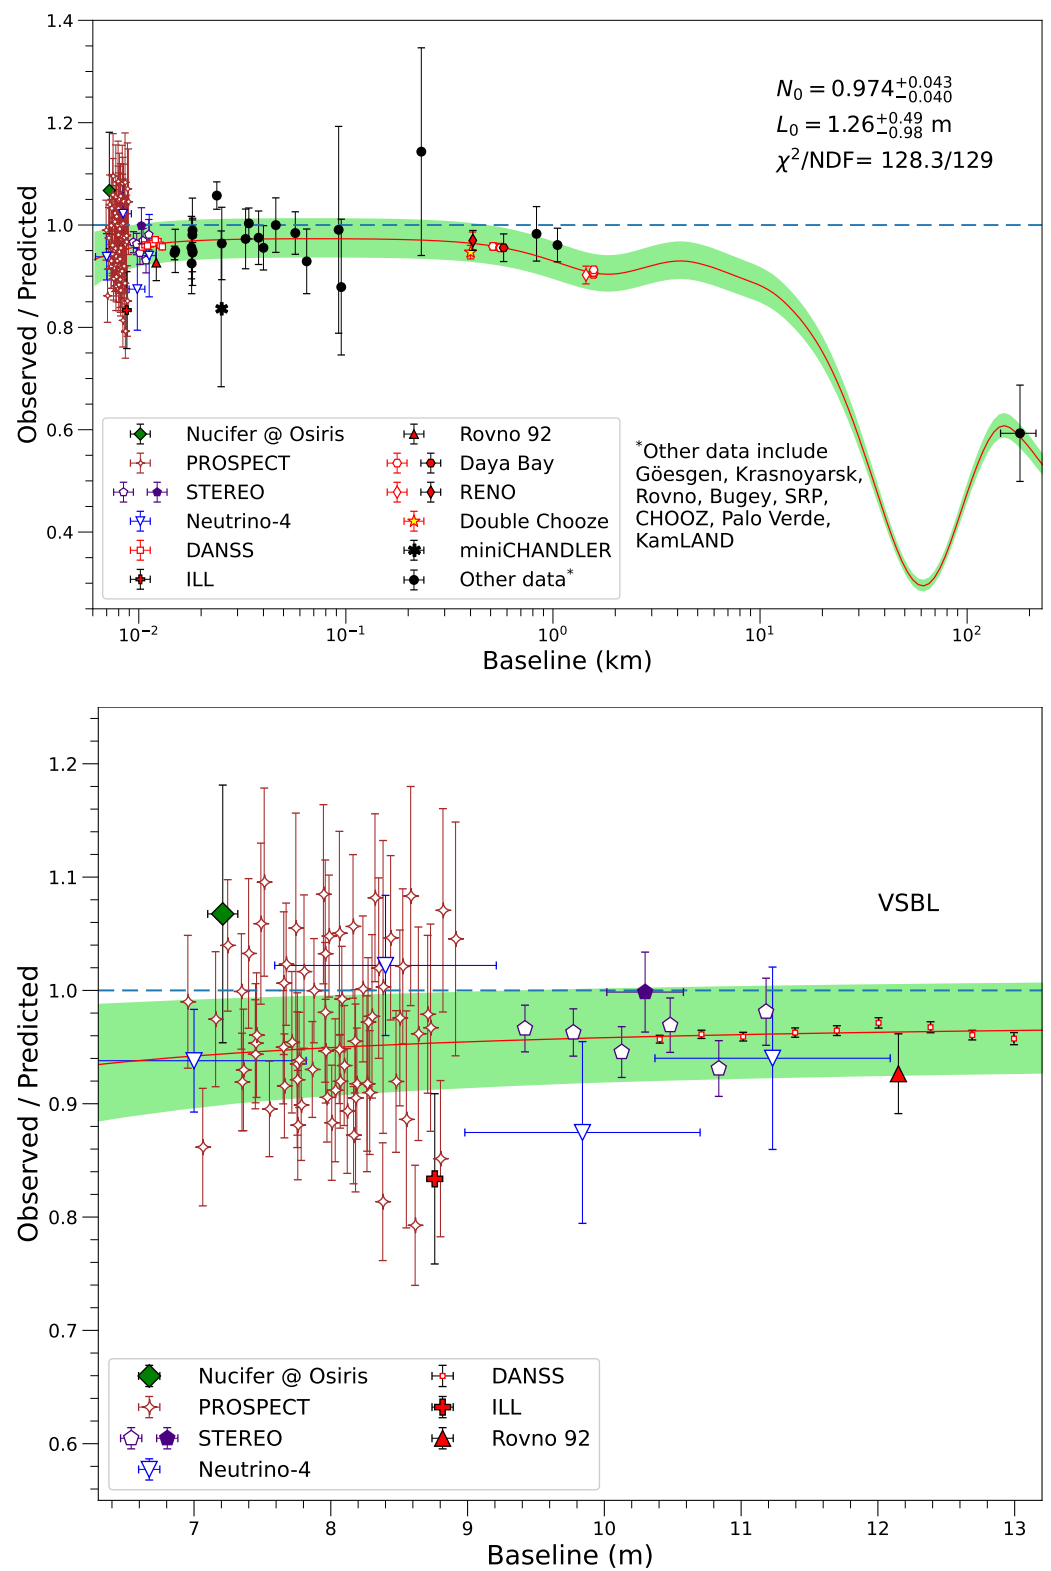 1.4
1.2
1.0
0.8
0.6
0.4
Observed / Predicted
N₀ = 0.974 +0.043 −0.040
L₀ = 1.26 +0.49 −0.98 m
χ²/NDF= 128.3/129
Nucifer @ Osiris
PROSPECT
STEREO
Neutrino-4
DANSS
ILL
Rovno 92
Daya Bay
RENO
Double Chooze
miniCHANDLER
Other data*
*Other data include
Göesgen, Krasnoyarsk,
Rovno, Bugey, SRP,
CHOOZ, Palo Verde,
KamLAND
10⁻² 10⁻¹ 10⁰ 10¹ 10²
Baseline (km)
1.2
1.1
1.0
0.9
0.8
0.7
0.6
Observed / Predicted
VSBL
Nucifer @ Osiris
PROSPECT
STEREO
Neutrino-4
DANSS
ILL
Rovno 92
7 8 9 10 11 12 13
Baseline (m)